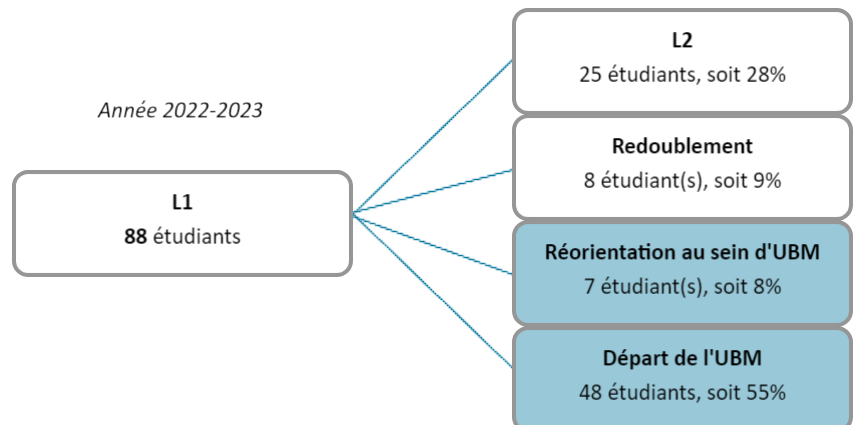 Année 2022-2023
L1
88 étudiants
L2
25 étudiants, soit 28%
Redoublement
8 étudiant(s), soit 9%
Réorientation au sein d'UBM
7 étudiant(s), soit 8%
Départ de l'UBM
48 étudiants, soit 55%